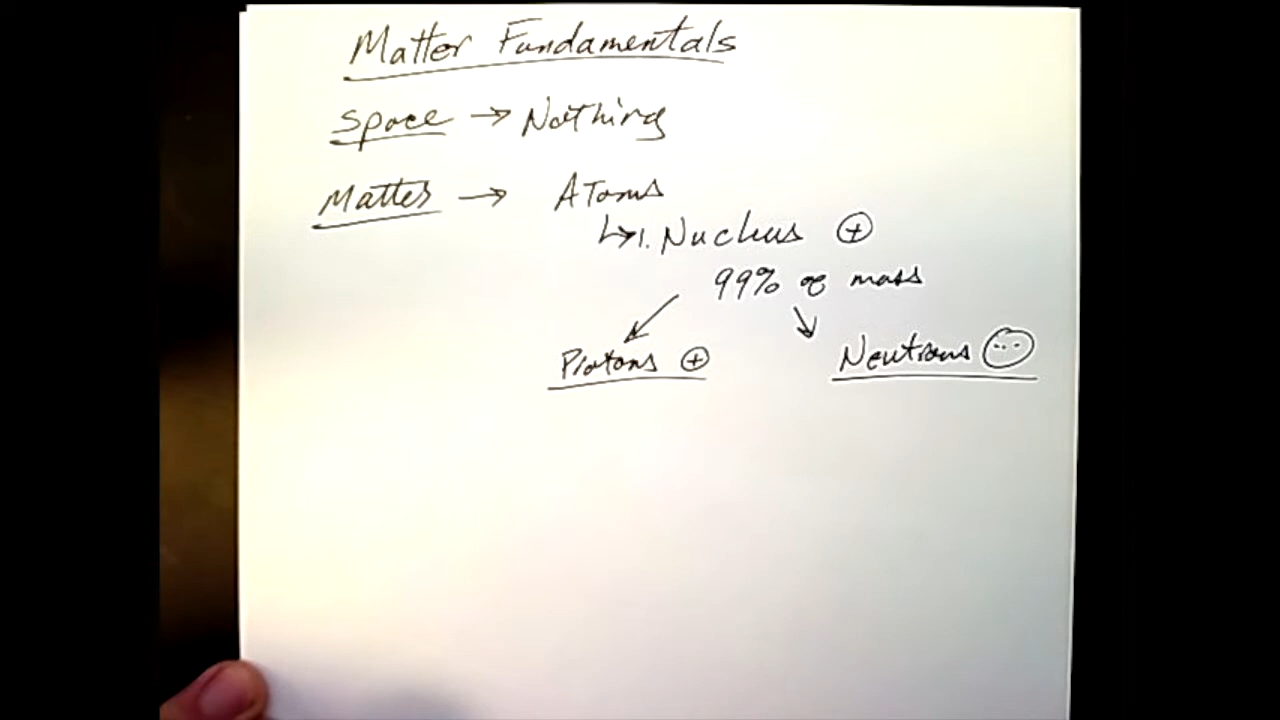 Matter Fundamentals
Space → Nothing
Matter → Atoms
↳ 1. Nucleus ⊕
99% of mass
Protons ⊕
Neutrons